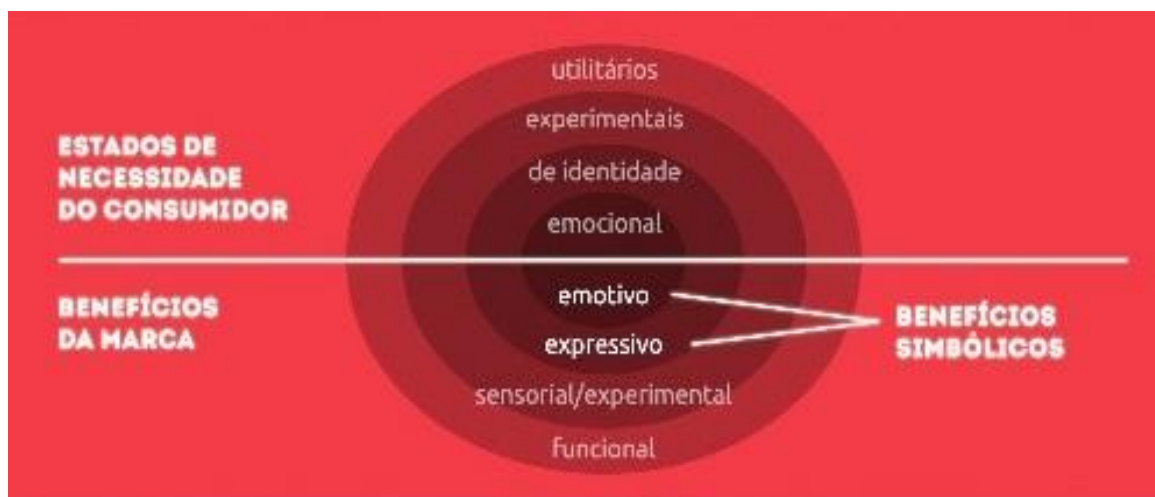 utilitários
experimentais
de identidade
emocional
ESTADOS DE
NECESSIDADE
DO CONSUMIDOR
emotivo
expressivo
sensorial/experimental
funcional
BENEFÍCIOS
DA MARCA
BENEFÍCIOS
SIMBÓLICOS